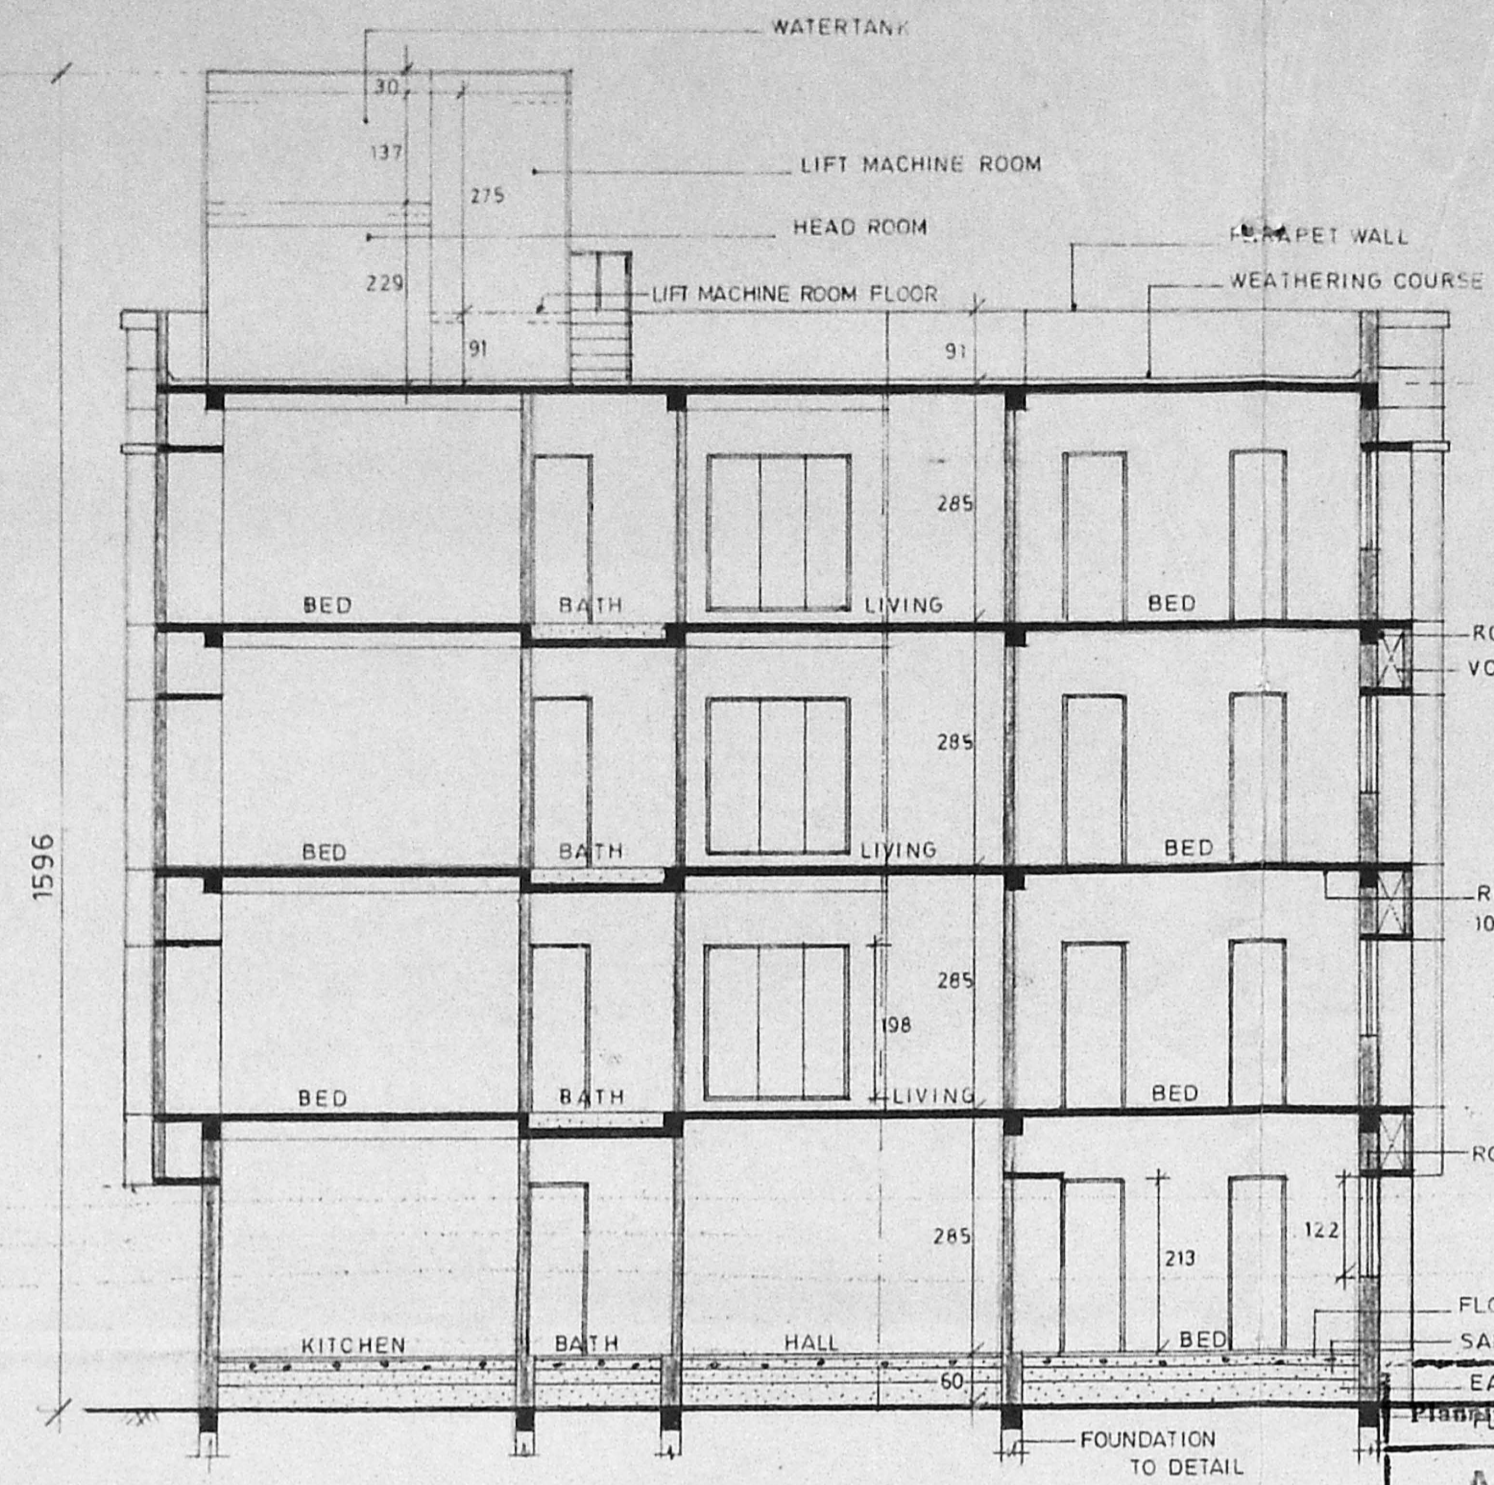 WATERTANK
30
137
LIFT MACHINE ROOM
275
HEAD ROOM
PARAPET WALL
229
WEATHERING COURSE
LIFT MACHINE ROOM FLOOR
91
91
285
BED
BATH
LIVING
BED
285
15596
BED
BATH
LIVING
BED
285
198
BED
BATH
LIVING
BED
285
122
213
KITCHEN
BATH
HALL
BED
60
FOUNDATION
TO DETAIL